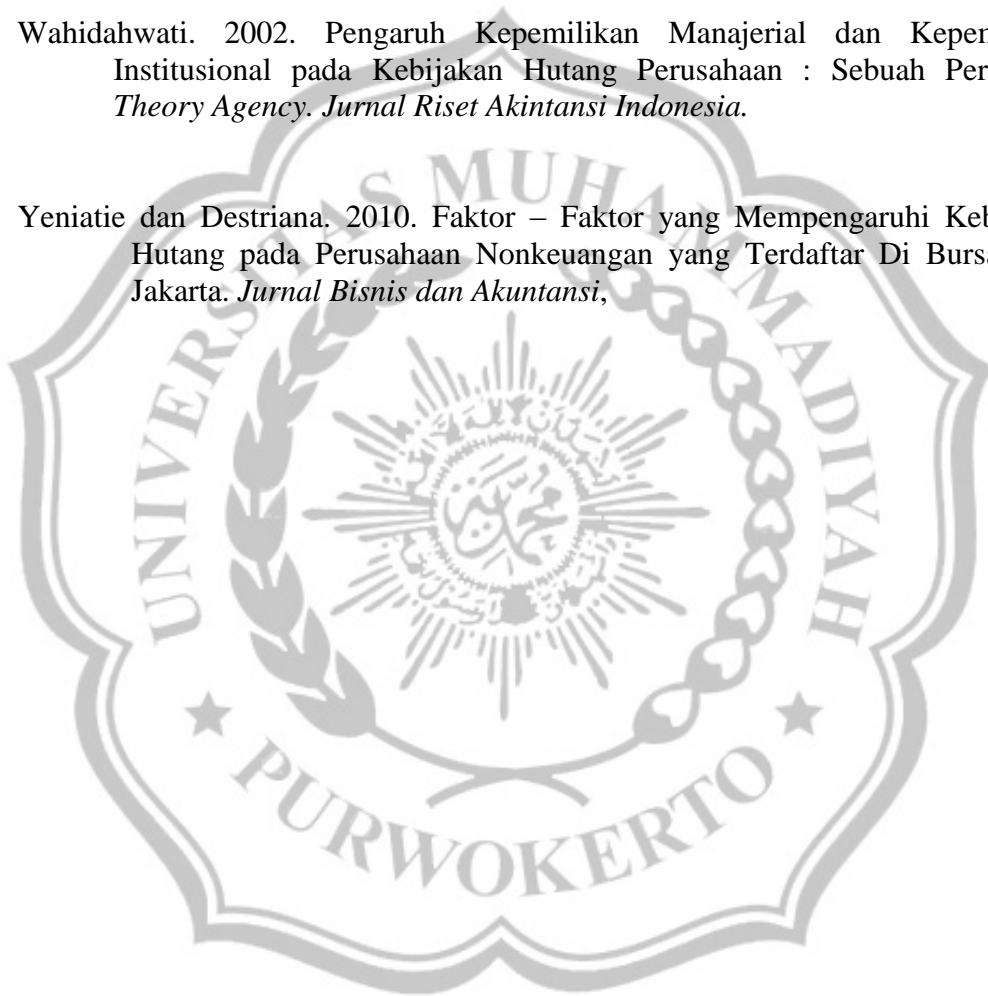 Wahidahwati. 2002. Pengaruh Kepemilikan Manajerial dan Kepem
Institusional pada Kebijakan Hutang Perusahaan : Sebuah Per
Theory Agency. Jurnal Riset Akintansi Indonesia.
Yeniatie dan Destriana. 2010. Faktor – Faktor yang Mempengaruhi Keb
Hutang pada Perusahaan Nonkeuangan yang Terdaftar Di Bursa
Jakarta. Jurnal Bisnis dan Akuntansi,
UNIVERSITAS MUHAMMADIYAH
PURWOKERTO